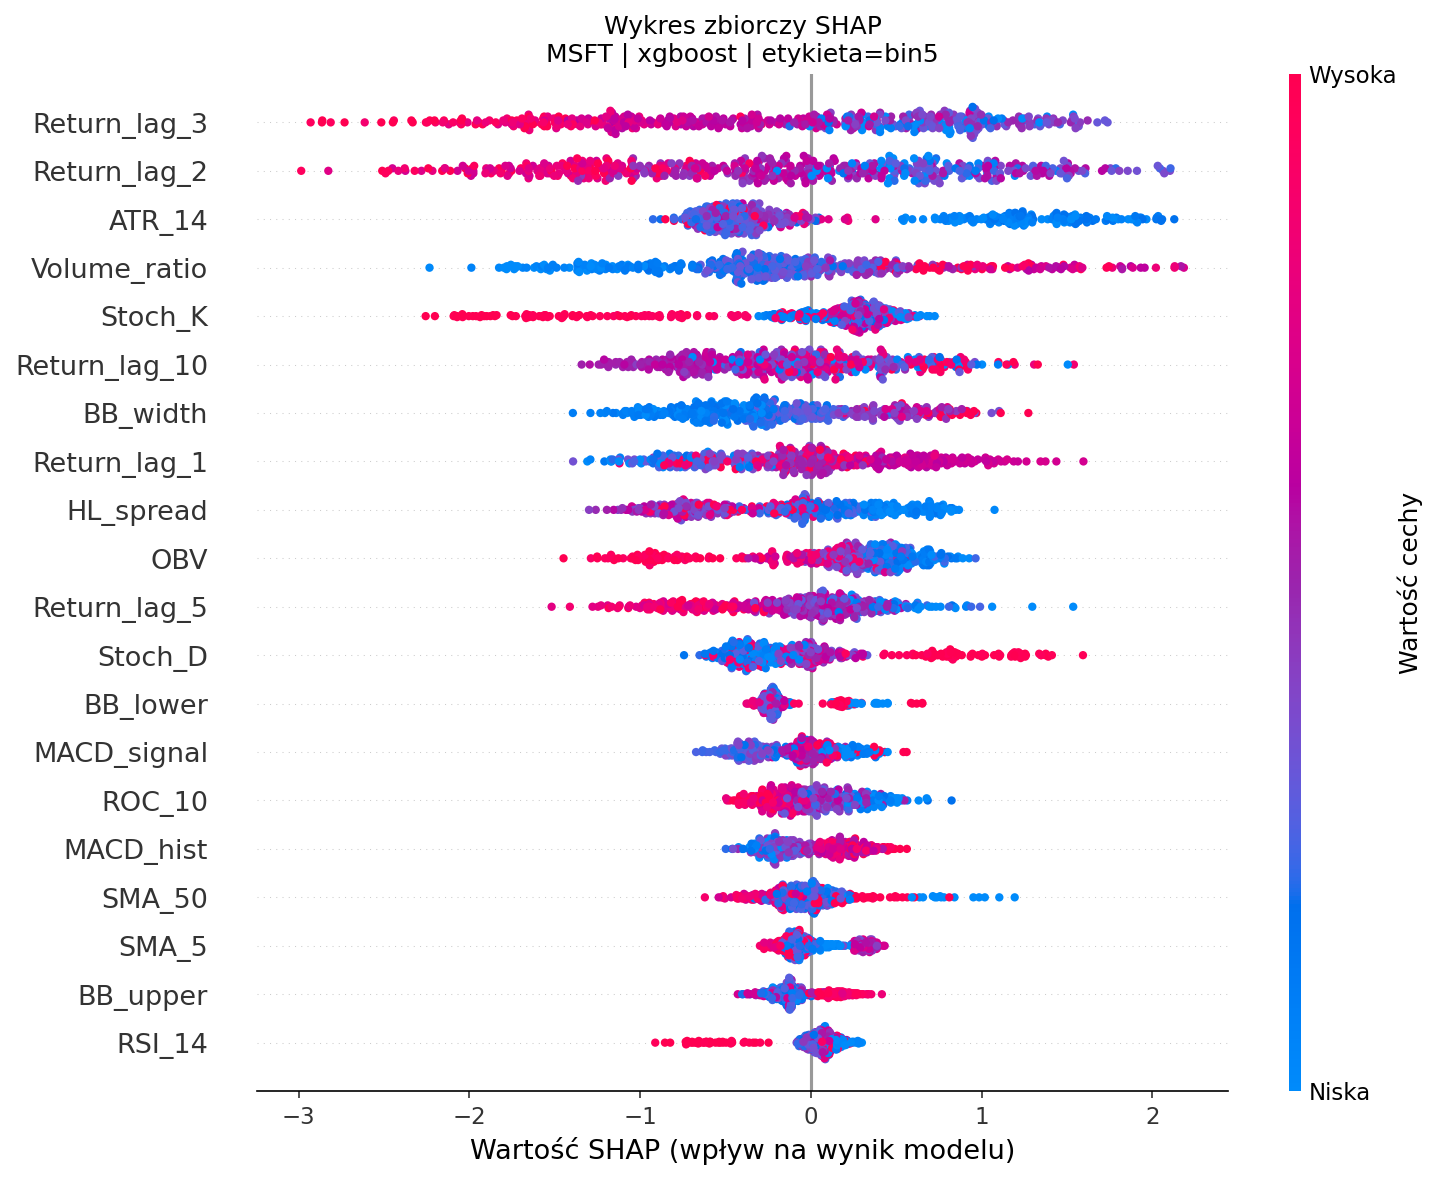 Wykres zbiorczy SHAP
MSFT | xgboost | etykieta=bin5
Return_lag_3
Return_lag_2
ATR_14
Volume_ratio
Stoch_K
Return_lag_10
BB_width
Return_lag_1
HL_spread
OBV
Return_lag_5
Stoch_D
BB_lower
MACD_signal
ROC_10
MACD_hist
SMA_50
SMA_5
BB_upper
RSI_14
−3 −2 −1 0 1 2
Wartość SHAP (wpływ na wynik modelu)
Wysoka
Wartość cechy
Niska